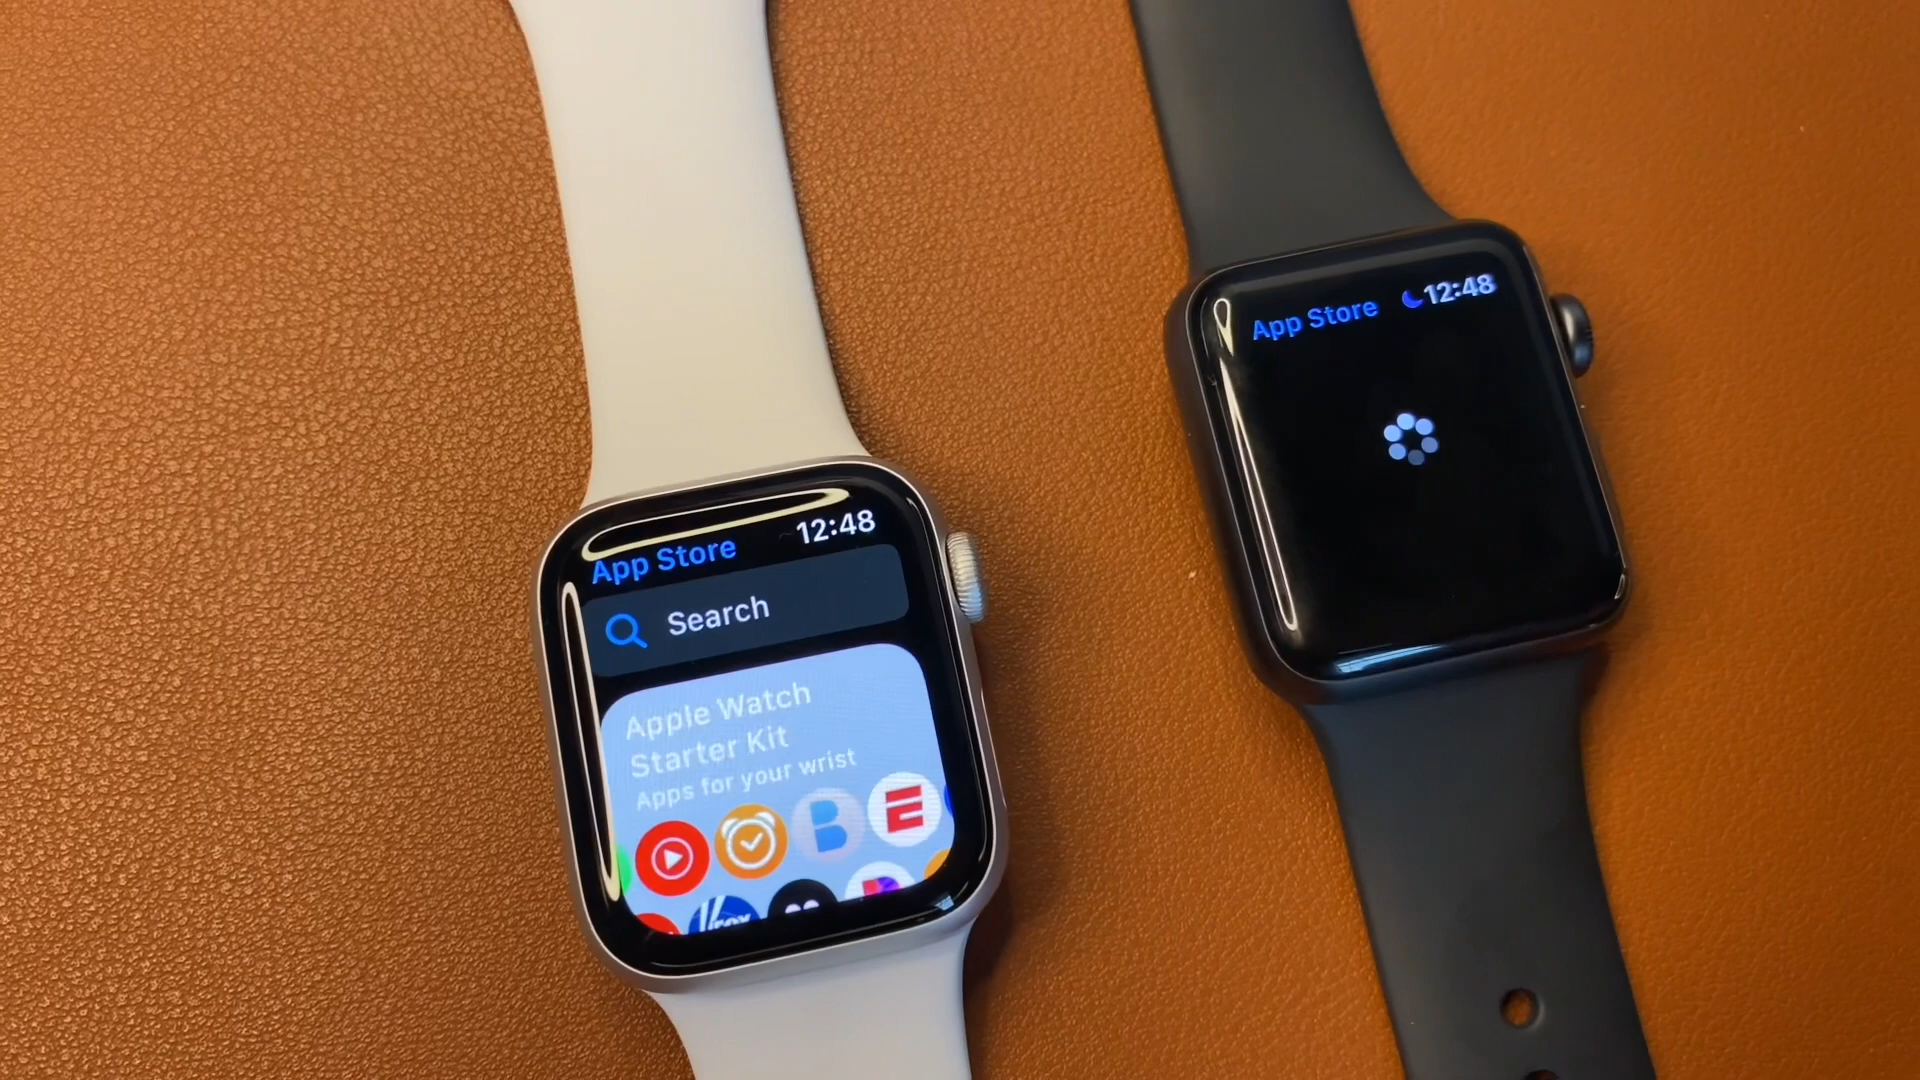 12:48
App Store
Search
Apple Watch
Starter Kit
Apps for your wrist
B
E
App Store
12:48